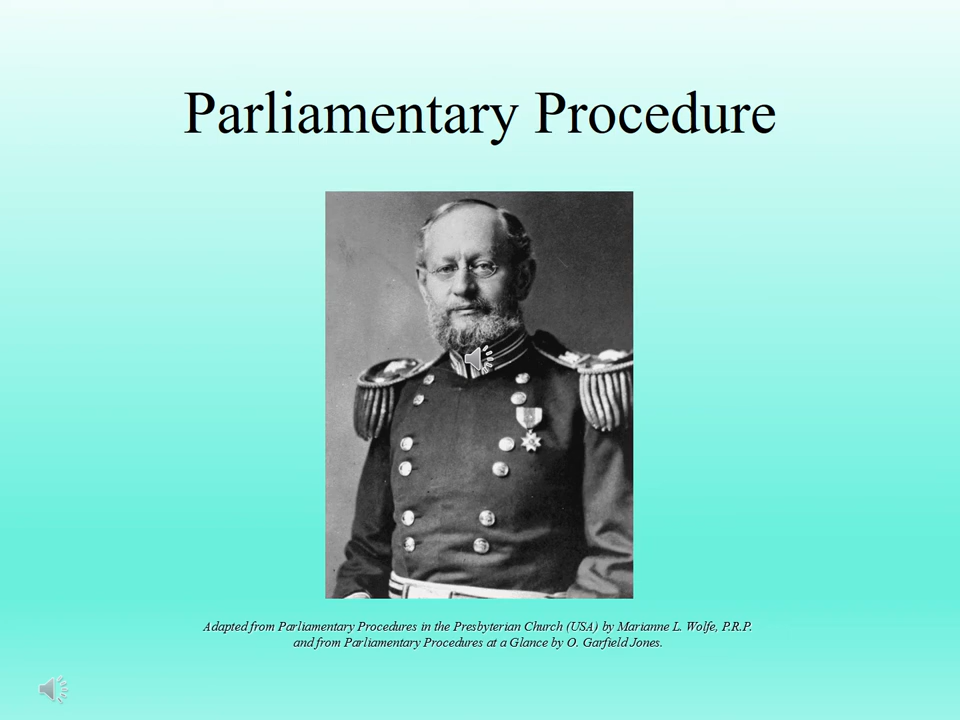 Parliamentary Procedure
Adapted from Parliamentary Procedures in the Presbyterian Church (USA) by Marianne L. Wolfe, P.R.P.
and from Parliamentary Procedures at a Glance by O. Garfield Jones.